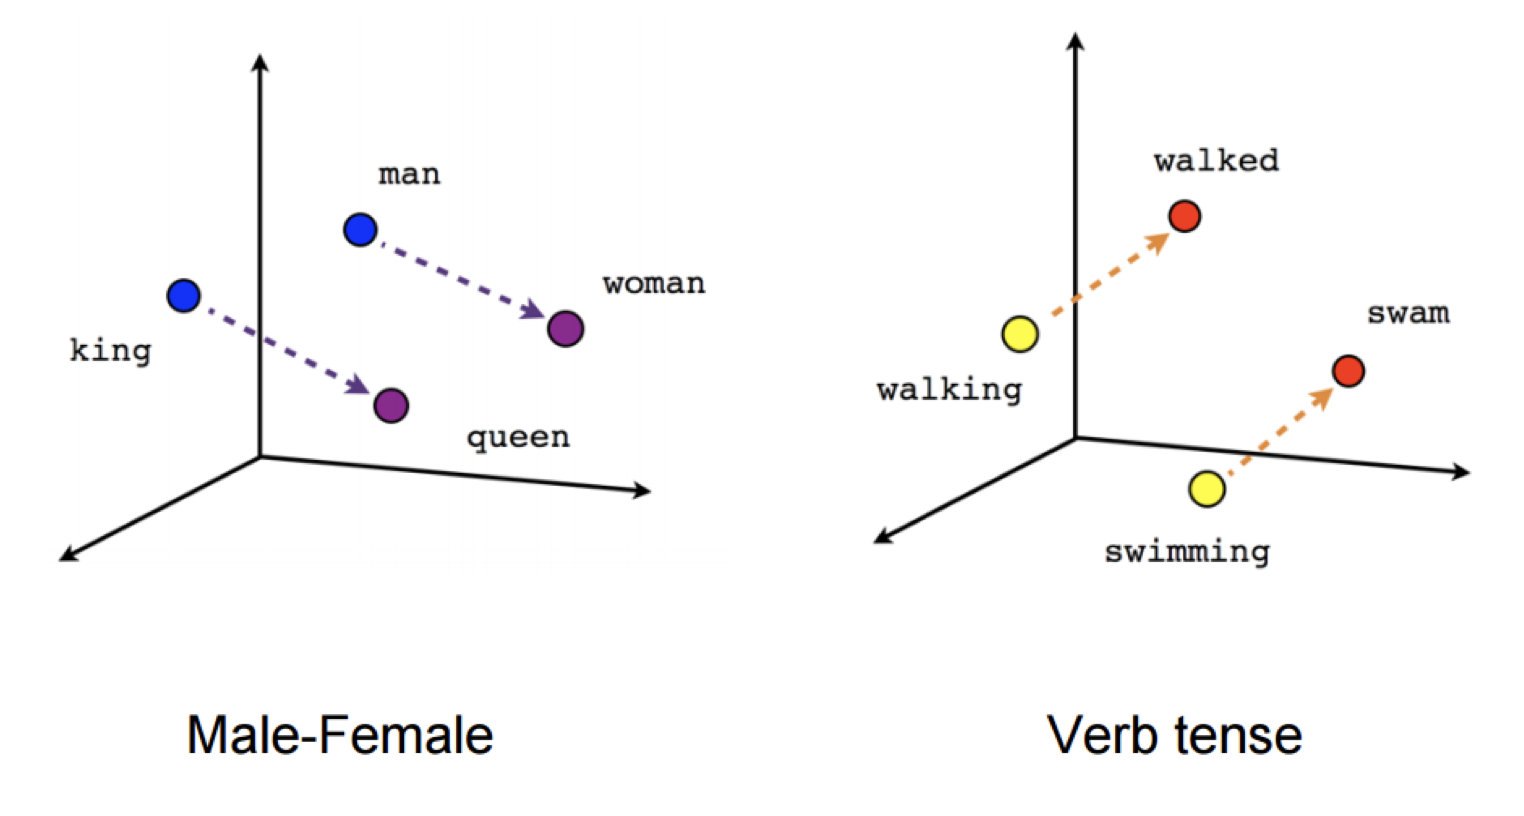 man
woman
king
queen
Male-Female
walked
swam
walking
swimming
Verb tense